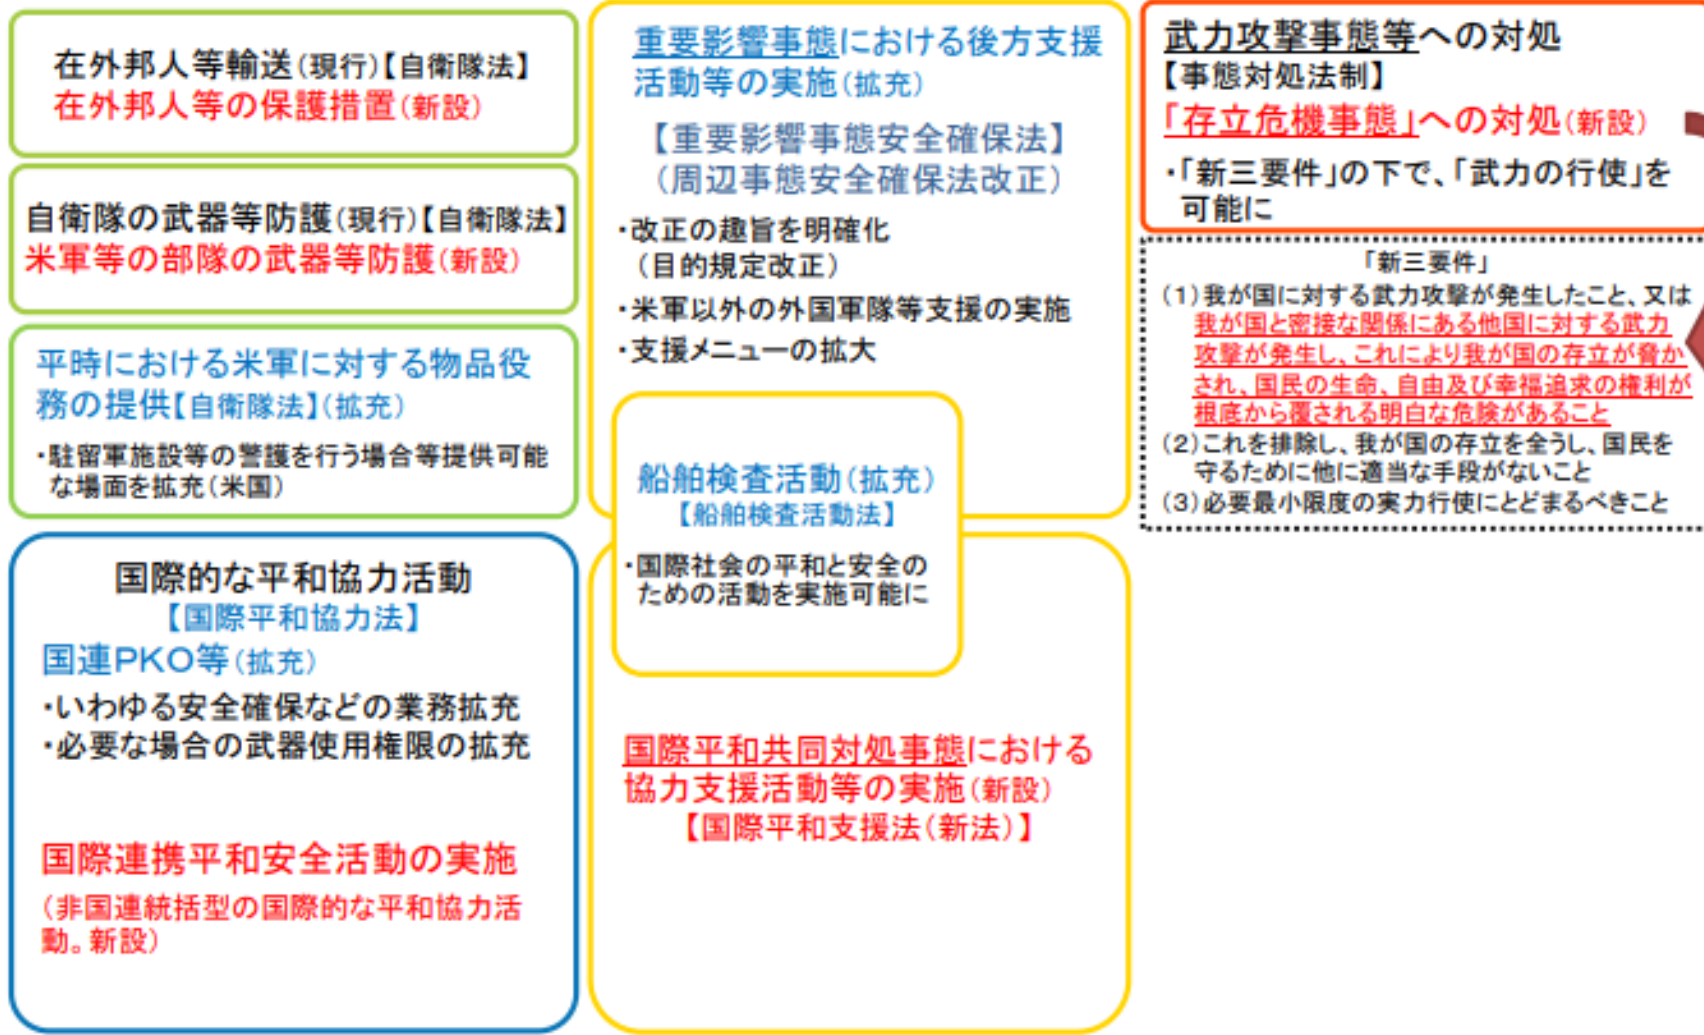 在外邦人等輸送(現行)【自衛隊法】
在外邦人等の保護措置(新設)
自衛隊の武器等防護(現行)【自衛隊法】
米軍等の部隊の武器等防護(新設)
平時における米軍に対する物品役
務の提供【自衛隊法】(拡充)
・駐留軍施設等の警護を行う場合等提供可能
な場面を拡充(米国)
国際的な平和協力活動
【国際平和協力法】
国連PKO等(拡充)
・いわゆる安全確保などの業務拡充
・必要な場合の武器使用権限の拡充
国際連携平和安全活動の実施
(非国連統括型の国際的な平和協力活
動。新設)
重要影響事態における後方支援
活動等の実施(拡充)
【重要影響事態安全確保法】
(周辺事態安全確保法改正)
・改正の趣旨を明確化
(目的規定改正)
・米軍以外の外国軍隊等支援の実施
・支援メニューの拡大
船舶検査活動(拡充)
【船舶検査活動法】
・国際社会の平和と安全の
ための活動を実施可能に
国際平和共同対処事態における
協力支援活動等の実施(新設)
【国際平和支援法(新法)】
武力攻撃事態等への対処
【事態対処法制】
「存立危機事態」への対処(新設)
・「新三要件」の下で、「武力の行使」を
可能に
「新三要件」
(1)我が国に対する武力攻撃が発生したこと、又は
我が国と密接な関係にある他国に対する武力
攻撃が発生し、これにより我が国の存立が脅か
され、国民の生命、自由及び幸福追求の権利が
根底から覆される明白な危険があること
(2)これを排除し、我が国の存立を全うし、国民を
守るために他に適当な手段がないこと
(3)必要最小限度の実力行使にとどまるべきこと